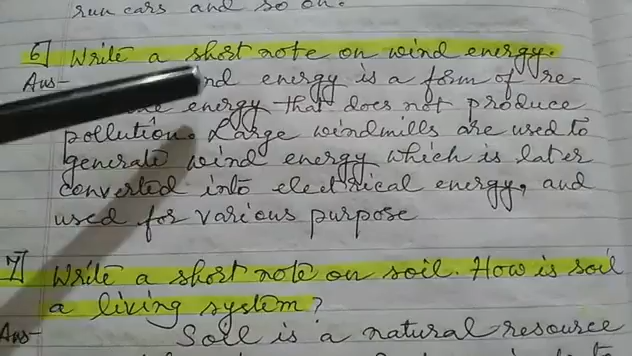 run cars and so on.
6] Write a short note on wind energy.
Ans- nd energy is a form of re-
energy that does not produce
pollution. Large windmills are used to
generate wind energy which is later
converted into electrical energy, and
used for various purpose
7] Write a short note on soil. How is soil
a living system?
Ans- Soil is a natural resource